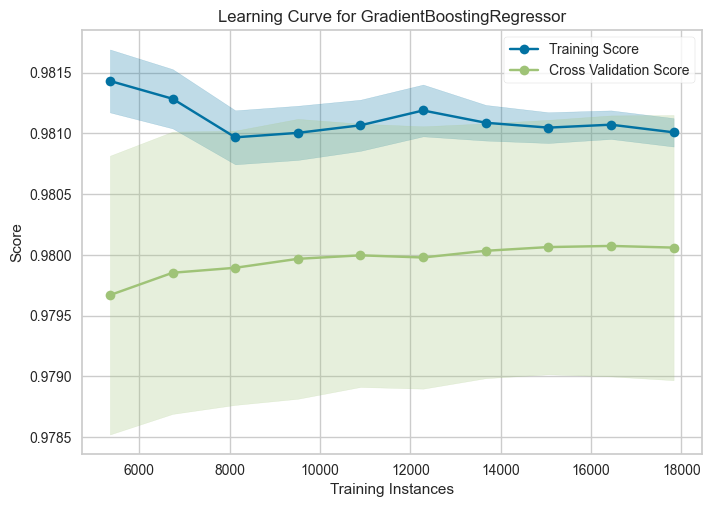 Learning Curve for GradientBoostingRegressor
Training Score
Cross Validation Score
0.9815
0.9810
0.9805
0.9800
0.9795
0.9790
0.9785
Score
6000 8000 10000 12000 14000 16000 18000
Training Instances